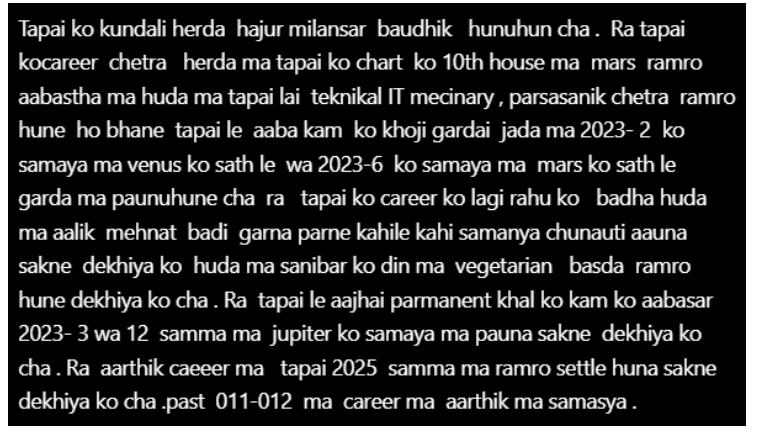 Tapai ko kundali herda hajur milansar baudhik hunuhun cha . Ra tapai
kocareer chetra herda ma tapai ko chart ko 10th house ma mars ramro
aabastha ma huda ma tapai lai teknikal IT mecinary , parsasanik chetra ramro
hune ho bhane tapai le aaba kam ko khoji gardai jada ma 2023- 2 ko
samaya ma venus ko sath le wa 2023-6 ko samaya ma mars ko sath le
garda ma paunuhune cha ra tapai ko career ko lagi rahu ko badha huda
ma aalik mehnat badi garna parne kahile kahi samanya chunauti aauna
sakne dekhiya ko huda ma sanibar ko din ma vegetarian basda ramro
hune dekhiya ko cha . Ra tapai le aajhai parmanent khal ko kam ko aabasar
2023- 3 wa 12 samma ma jupiter ko samaya ma pauna sakne dekhiya ko
cha . Ra aarthik caeeer ma tapai 2025 samma ma ramro settle huna sakne
dekhiya ko cha .past 011-012 ma career ma aarthik ma samasya .